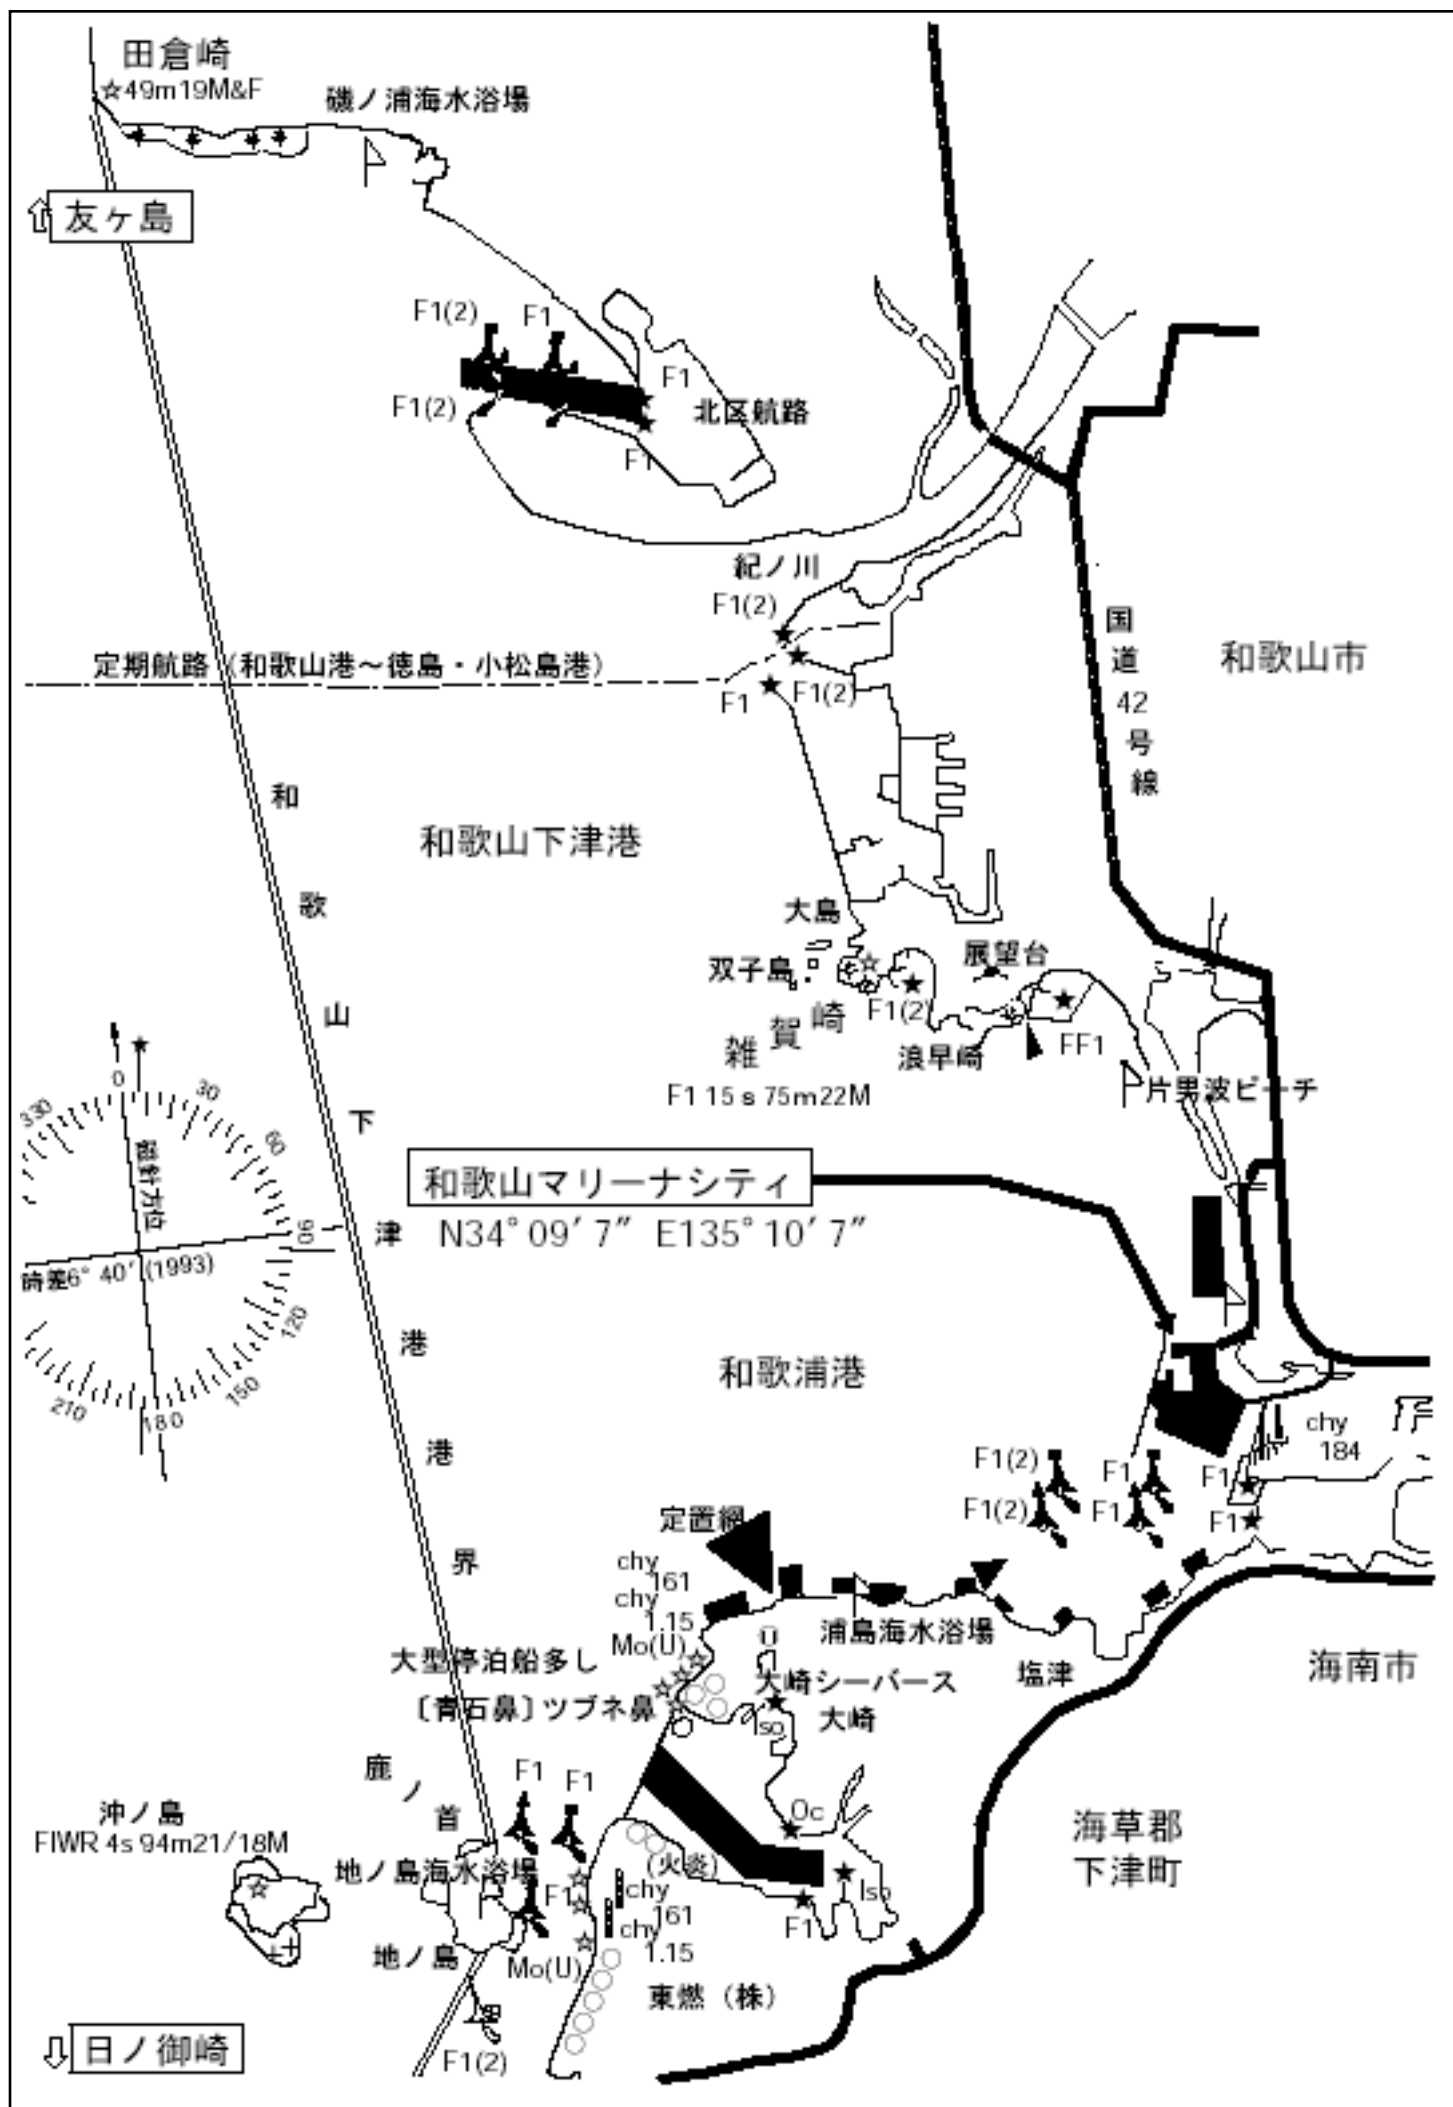 田倉崎
☆49m19M&F
磯ノ浦海水浴場
友ヶ島
F1(2)
F1
F1
F1(2)
北区航路
F1
紀ノ川
F1(2)
定期航路（和歌山港～徳島・小松島港）
F1
F1(2)
国道42号線
和歌山市
和歌山下津港
和歌山下津港港界
大島
双子島
展望台
F1(2)
雑賀崎
浪早崎
FF1
F1 15s 75m22M
片男波ビーチ
0
30
60
90
120
150
180
210
330
磁針方位
時差6°40′(1993)
和歌山マリーナシティ
N34°09′7″ E135°10′7″
和歌浦港
chy
184
F1(2)
F1
F1
F1(2)
F1
F1
定置網
chy
161
chy
1.15
Mo(U)
浦島海水浴場
大型停泊船多し
大崎シーバース
塩津
海南市
〔青石鼻〕ツブネ鼻
Iso
大崎
鹿ノ首
F1
F1
沖ノ島
FIWR 4s 94m21/18M
Oc
海草郡
下津町
地ノ島海水浴場
(火炎)
F1
chy
161
Iso
F1
chy
1.15
地ノ島
Mo(U)
東燃（株）
日ノ御崎
F1(2)